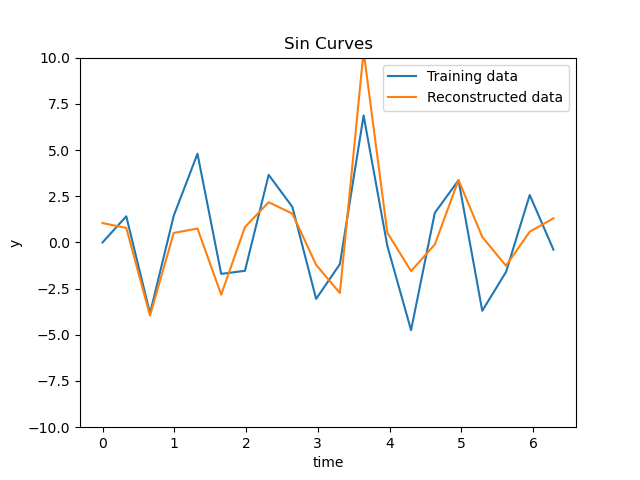 Sin Curves
Training data
Reconstructed data
10.0
7.5
5.0
2.5
0.0
−2.5
−5.0
−7.5
−10.0
y
0 1 2 3 4 5 6
time